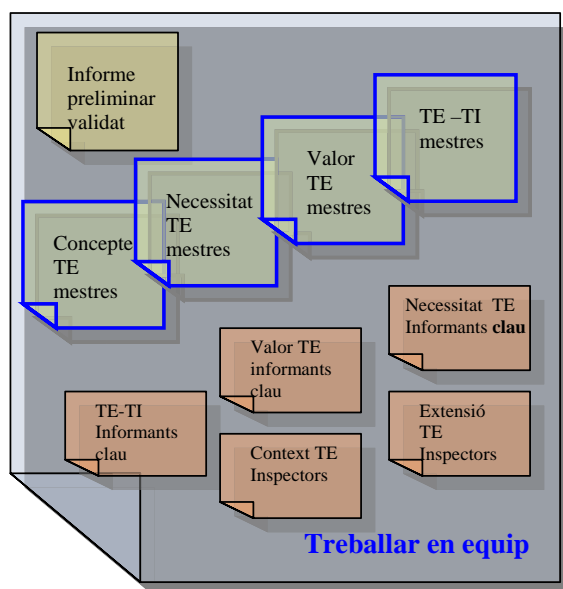 Informe
preliminar
validat
TE –TI
mestres
Valor
TE
mestres
Necessitat
TE
mestres
Concepte
TE
mestres
Necessitat TE
Informants clau
Valor TE
informants
clau
TE-TI
Informants
clau
Extensió
TE
Inspectors
Context TE
Inspectors
Treballar en equip